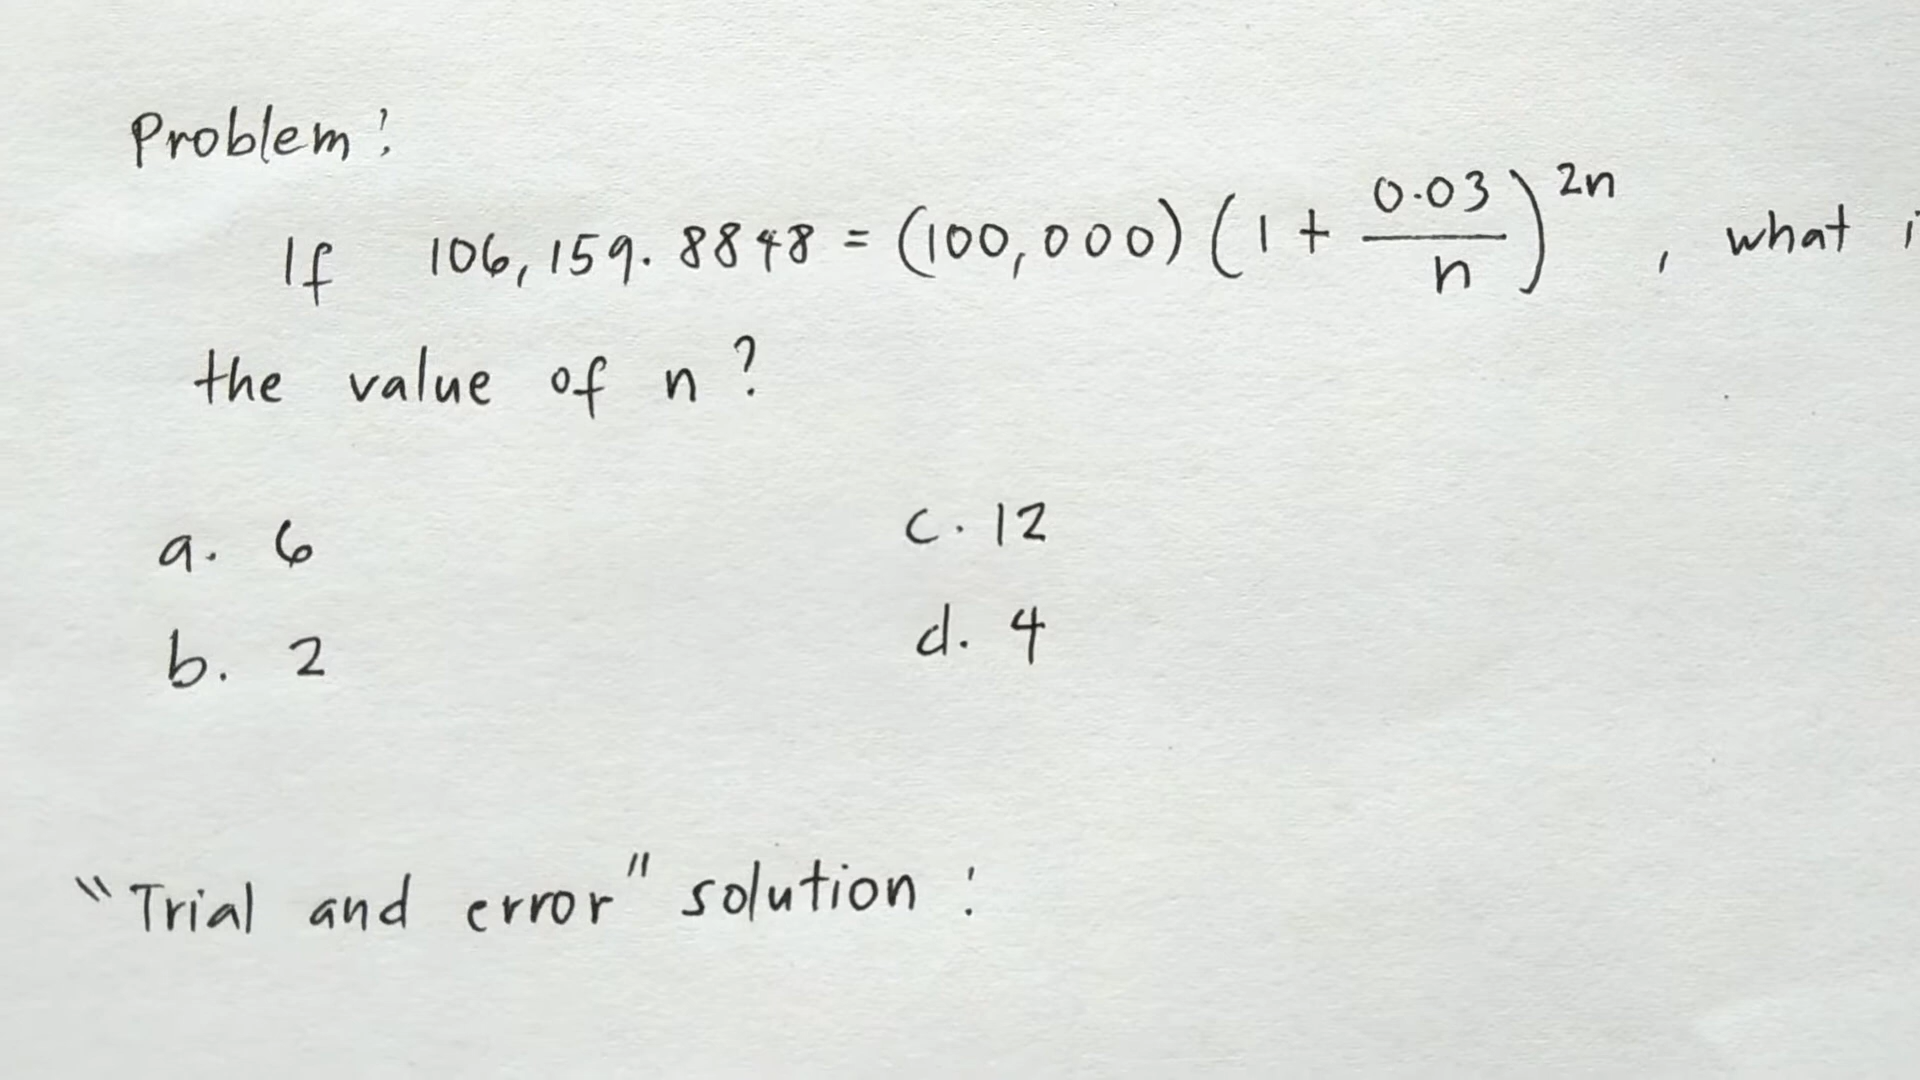 Problem:
If 106,159.8848 = (100,000) (1 + 0.03/n)^2n, what i
the value of n?
a. 6
c. 12
b. 2
d. 4
"Trial and error" solution: